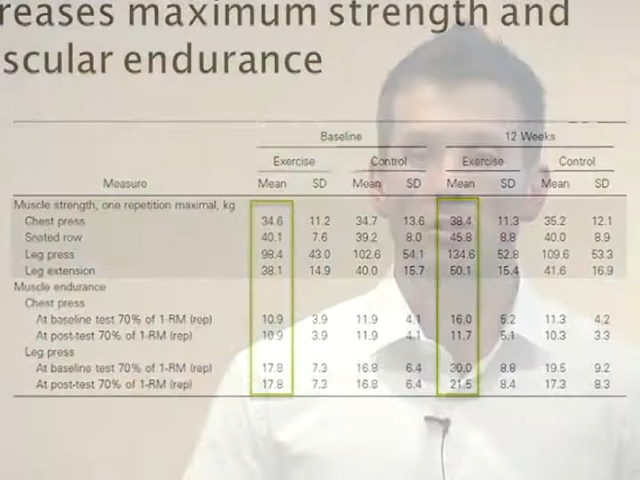 reases maximum strength and
scular endurance
Baseline 12 Weeks
Exercise Control Exercise Control
Measure Mean SD Mean SD Mean SD Mean SD
Muscle strength, one repetition maximal, kg
Chest press 34.6 11.2 34.7 13.6 38.4 11.3 35.2 12.1
Seated row 40.1 7.6 39.2 8.0 45.8 8.8 40.0 8.9
Leg press 98.4 43.0 102.6 54.1 134.6 52.8 109.6 53.3
Leg extension 38.1 14.9 40.0 15.7 50.1 15.4 41.6 16.9
Muscle endurance
Chest press
At baseline test 70% of 1-RM (rep) 10.9 3.9 11.9 4.1 16.0 5.2 11.3 4.2
At post-test 70% of 1-RM (rep) 10.9 3.9 11.9 4.1 11.7 5.1 10.3 3.3
Leg press
At baseline test 70% of 1-RM (rep) 17.8 7.3 16.8 6.4 30.0 8.8 19.5 9.2
At post-test 70% of 1-RM (rep) 17.8 7.3 16.8 6.4 21.5 8.4 17.3 8.3